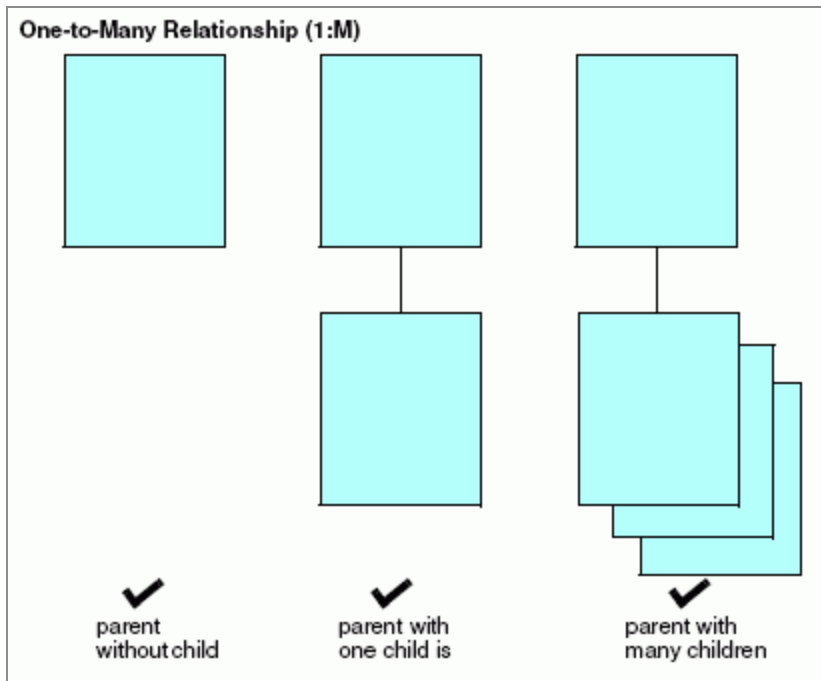 One-to-Many Relationship (1:M)
parent
without child
parent with
one child is
parent with
many children